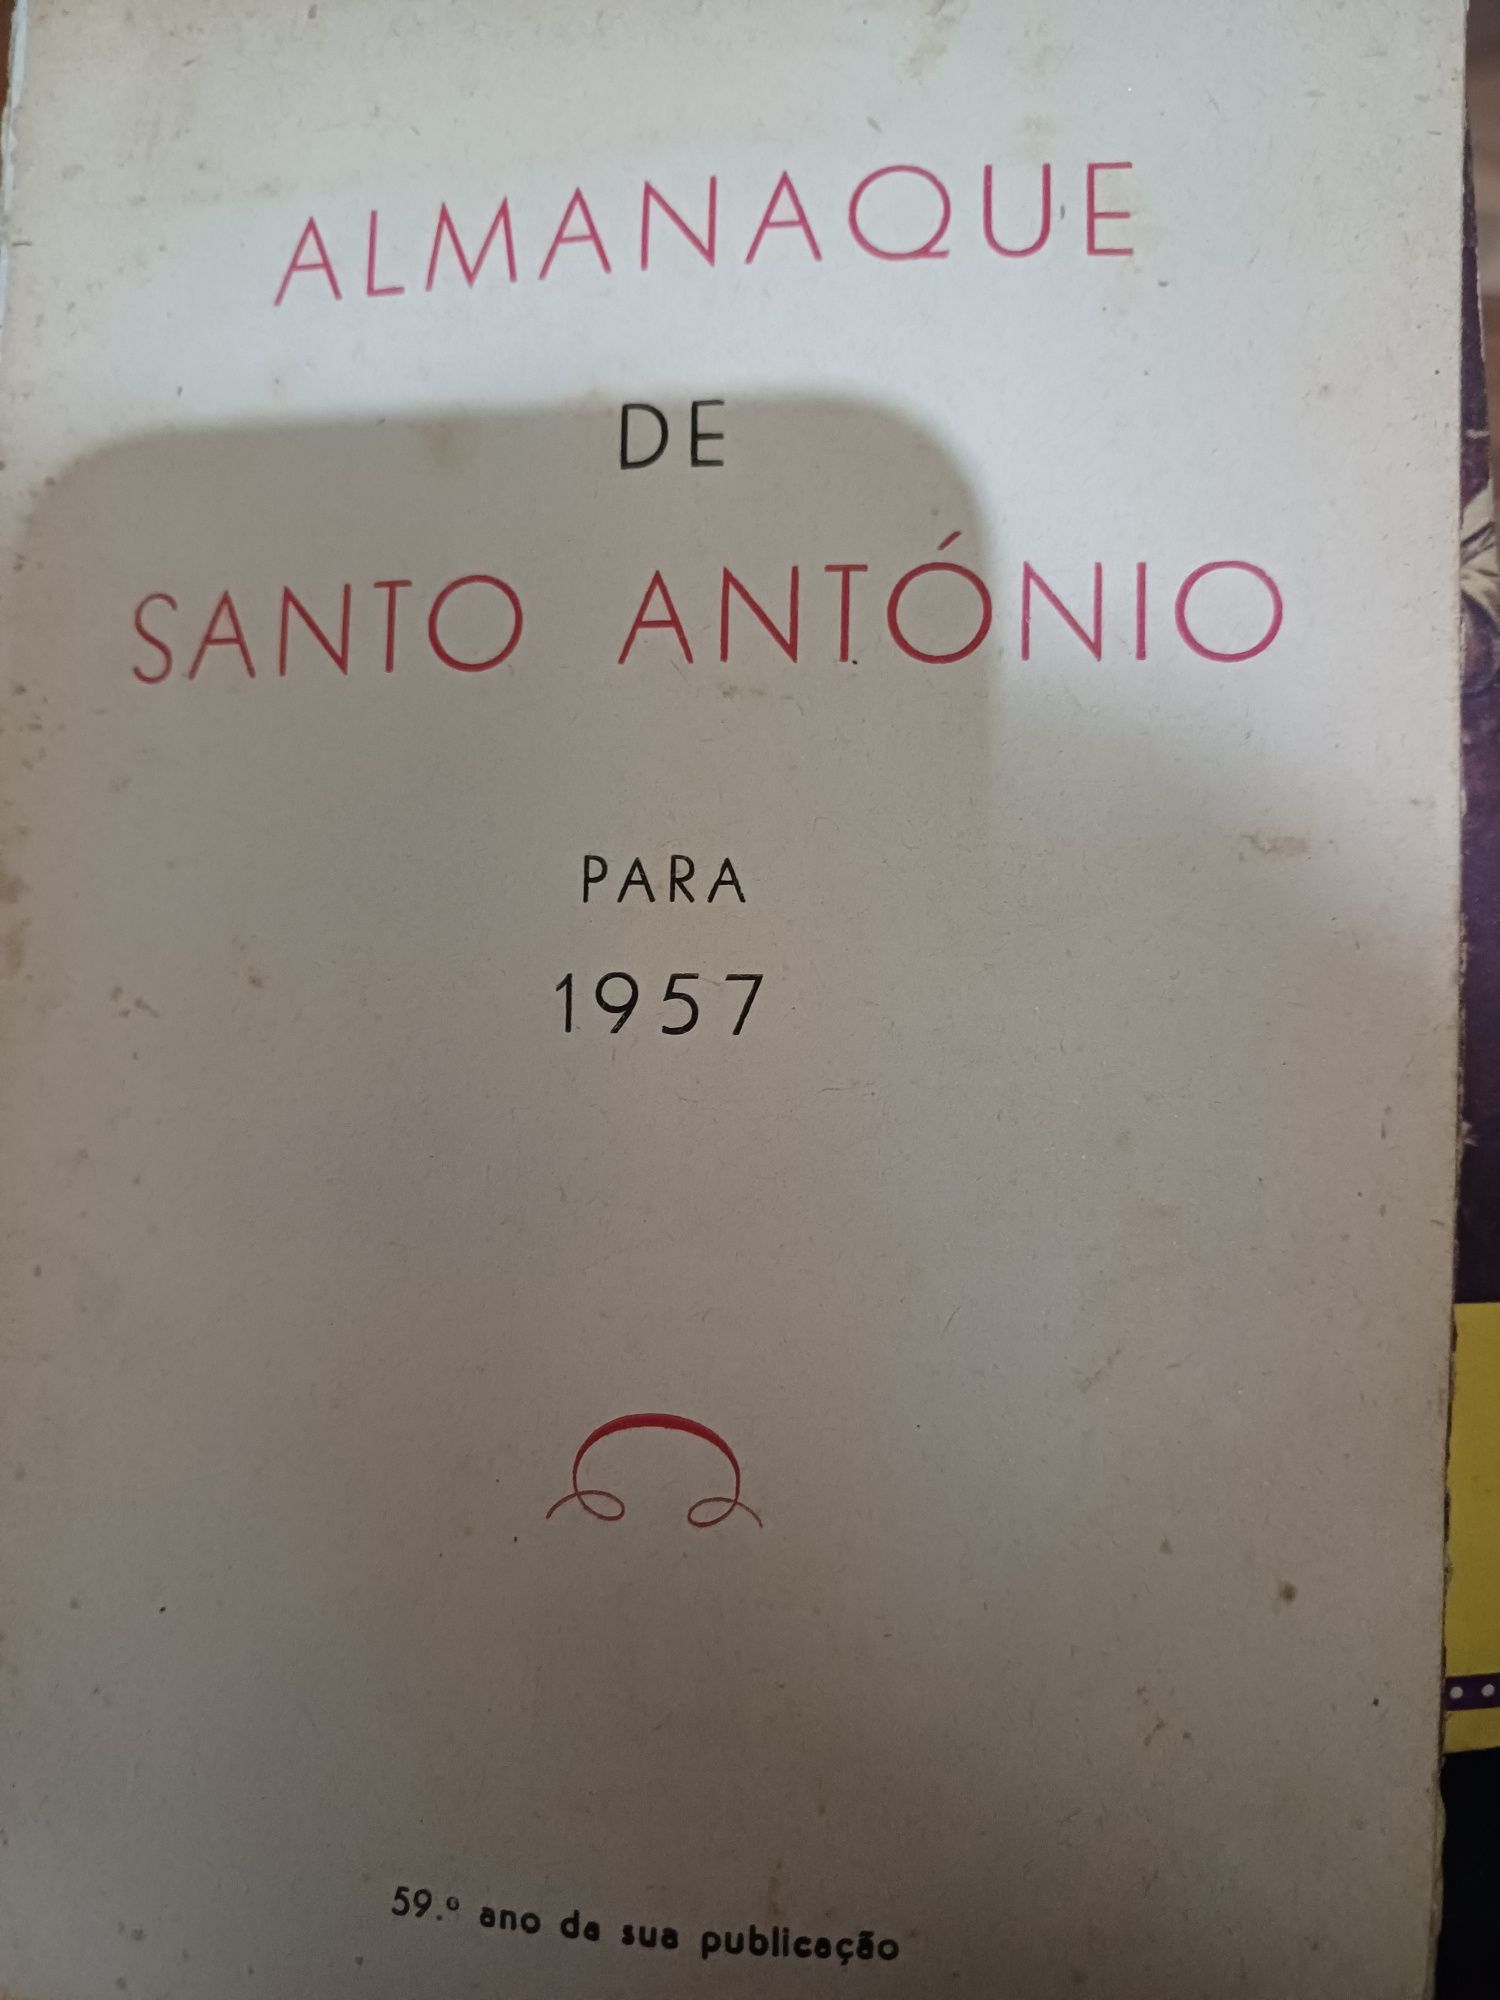 ALMANAQUE
DE
SANTO ANTÓNIO
PARA
1957
59.º ano da sua publicação